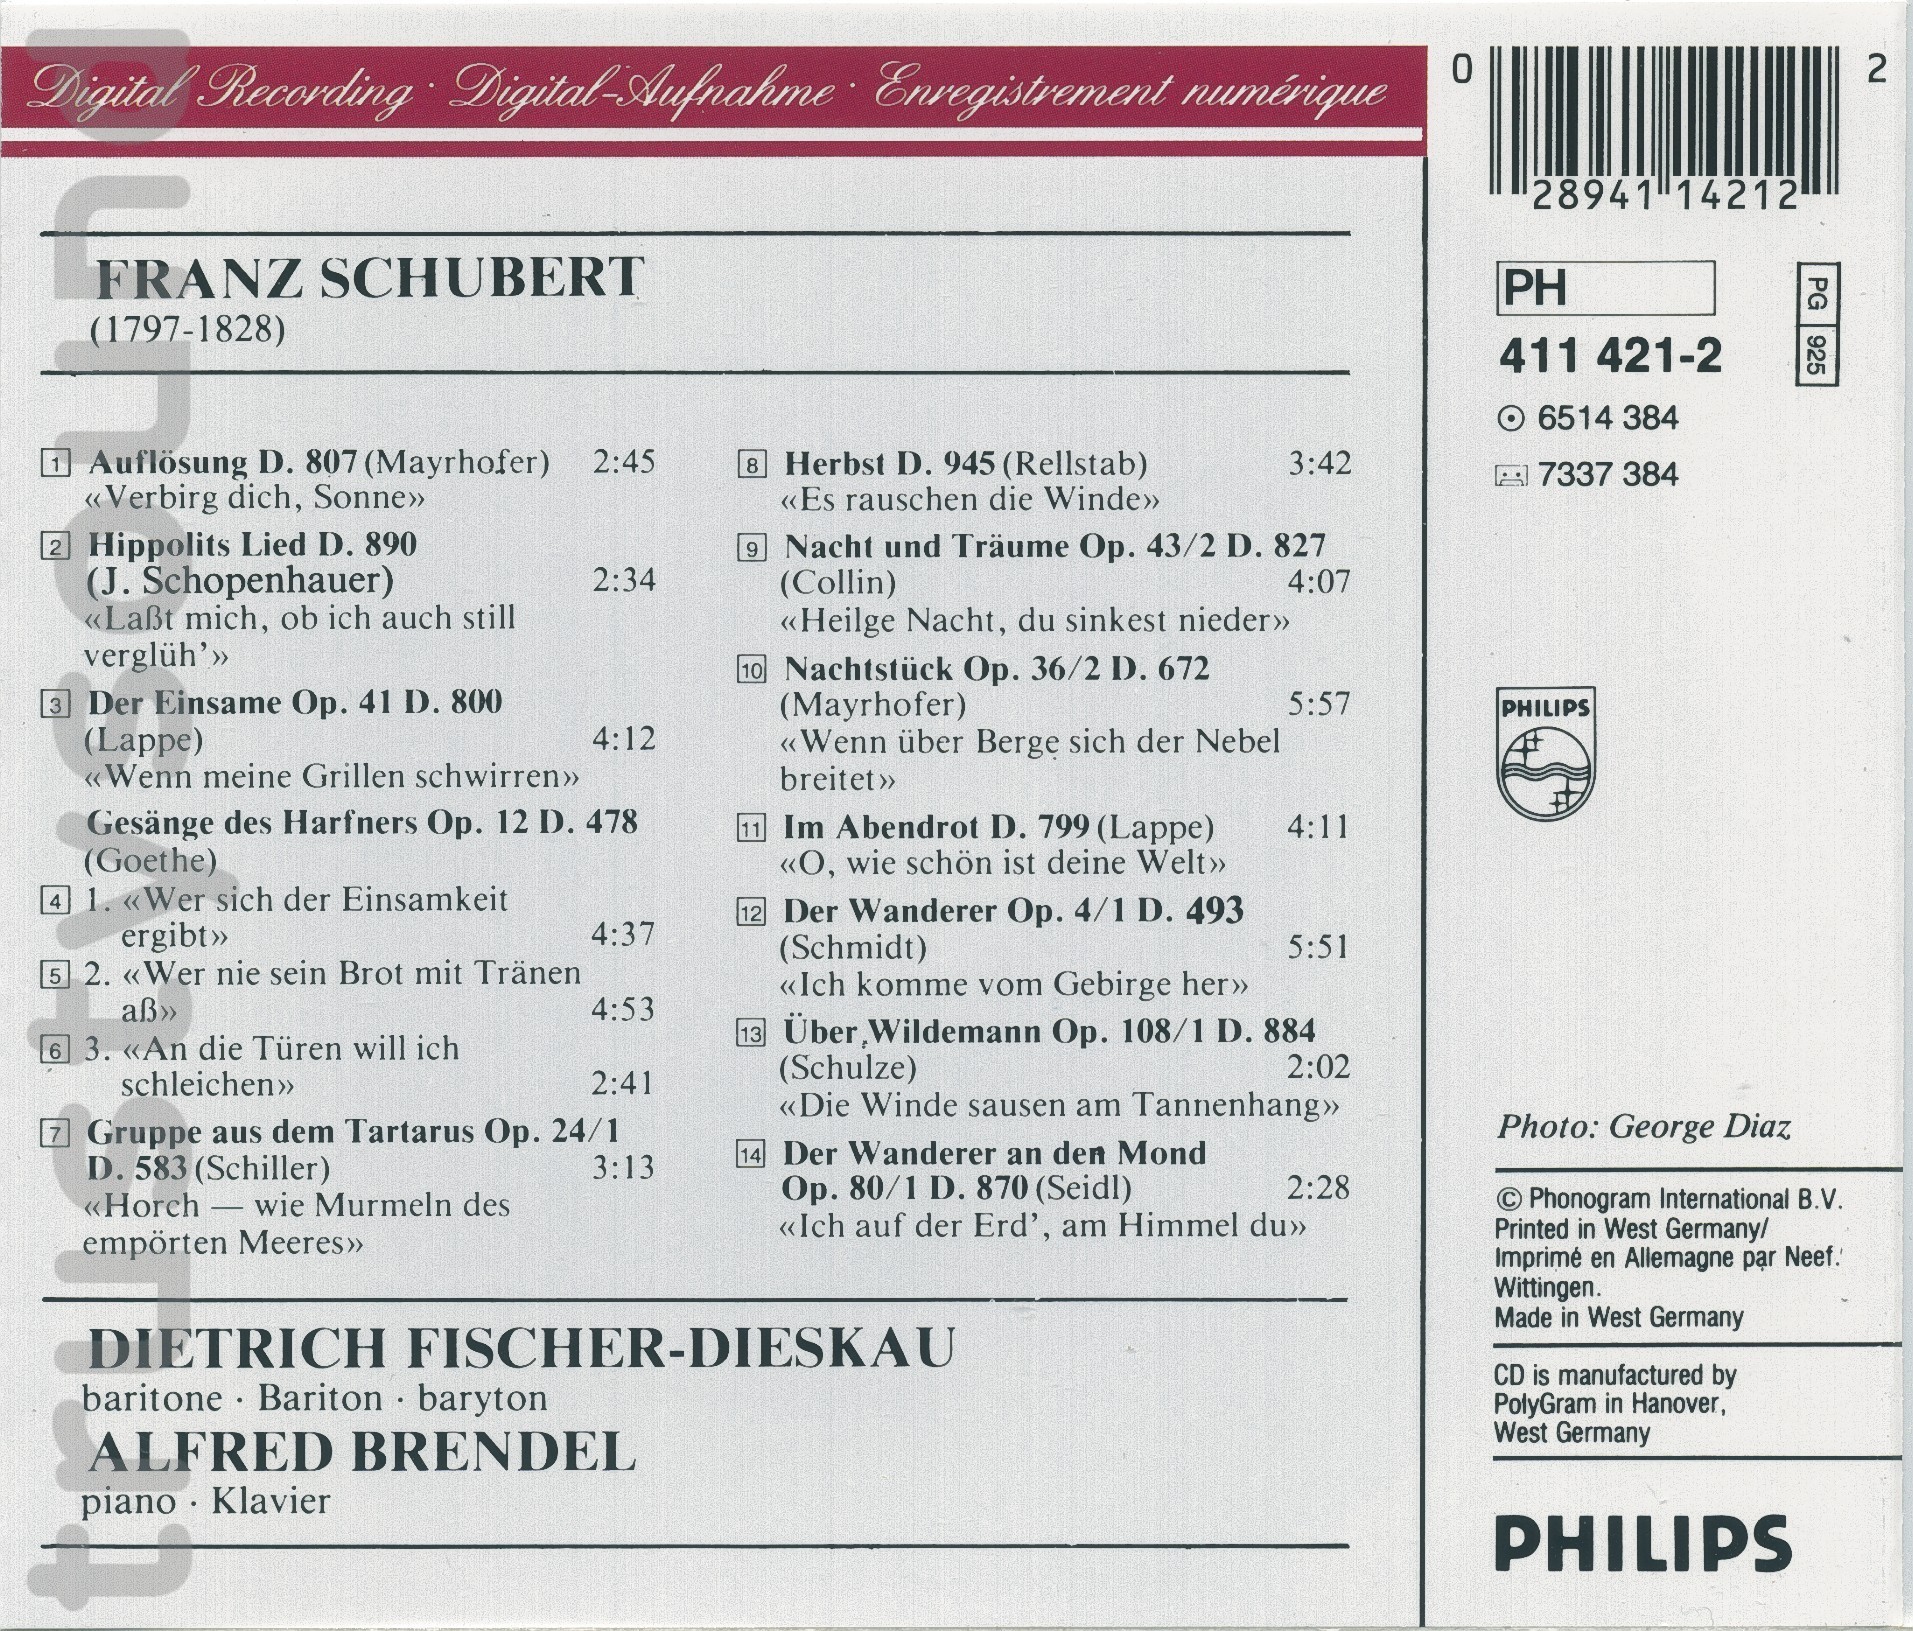 Digital Recording · Digital-Aufnahme · Enregistrement numérique
FRANZ SCHUBERT
(1797-1828)
1 Auflösung D. 807 (Mayrhofer) 2:45
«Verbirg dich, Sonne»
2 Hippolits Lied D. 890
(J. Schopenhauer) 2:34
«Laßt mich, ob ich auch still
verglüh'»
3 Der Einsame Op. 41 D. 800
(Lappe) 4:12
«Wenn meine Grillen schwirren»
Gesänge des Harfners Op. 12 D. 478
(Goethe)
4 1. «Wer sich der Einsamkeit
ergibt» 4:37
5 2. «Wer nie sein Brot mit Tränen
aß» 4:53
6 3. «An die Türen will ich
schleichen» 2:41
7 Gruppe aus dem Tartarus Op. 24/1
D. 583 (Schiller) 3:13
«Horch — wie Murmeln des
empörten Meeres»
8 Herbst D. 945 (Rellstab) 3:42
«Es rauschen die Winde»
9 Nacht und Träume Op. 43/2 D. 827
(Collin) 4:07
«Heilge Nacht, du sinkest nieder»
10 Nachtstück Op. 36/2 D. 672
(Mayrhofer) 5:57
«Wenn über Berge sich der Nebel
breitet»
11 Im Abendrot D. 799 (Lappe) 4:11
«O, wie schön ist deine Welt»
12 Der Wanderer Op. 4/1 D. 493
(Schmidt) 5:51
«Ich komme vom Gebirge her»
13 Über Wildemann Op. 108/1 D. 884
(Schulze) 2:02
«Die Winde sausen am Tannenhang»
14 Der Wanderer an den Mond
Op. 80/1 D. 870 (Seidl) 2:28
«Ich auf der Erd', am Himmel du»
DIETRICH FISCHER-DIESKAU
baritone · Bariton · baryton
ALFRED BRENDEL
piano · Klavier
0 28941 14212 2
PH
PG 925
411 421-2
6514 384
7337 384
PHILIPS
Photo: George Diaz
© Phonogram International B.V.
Printed in West Germany/
Imprimé en Allemagne par Neef.
Wittingen.
Made in West Germany
CD is manufactured by
PolyGram in Hanover,
West Germany
PHILIPS
trustysound